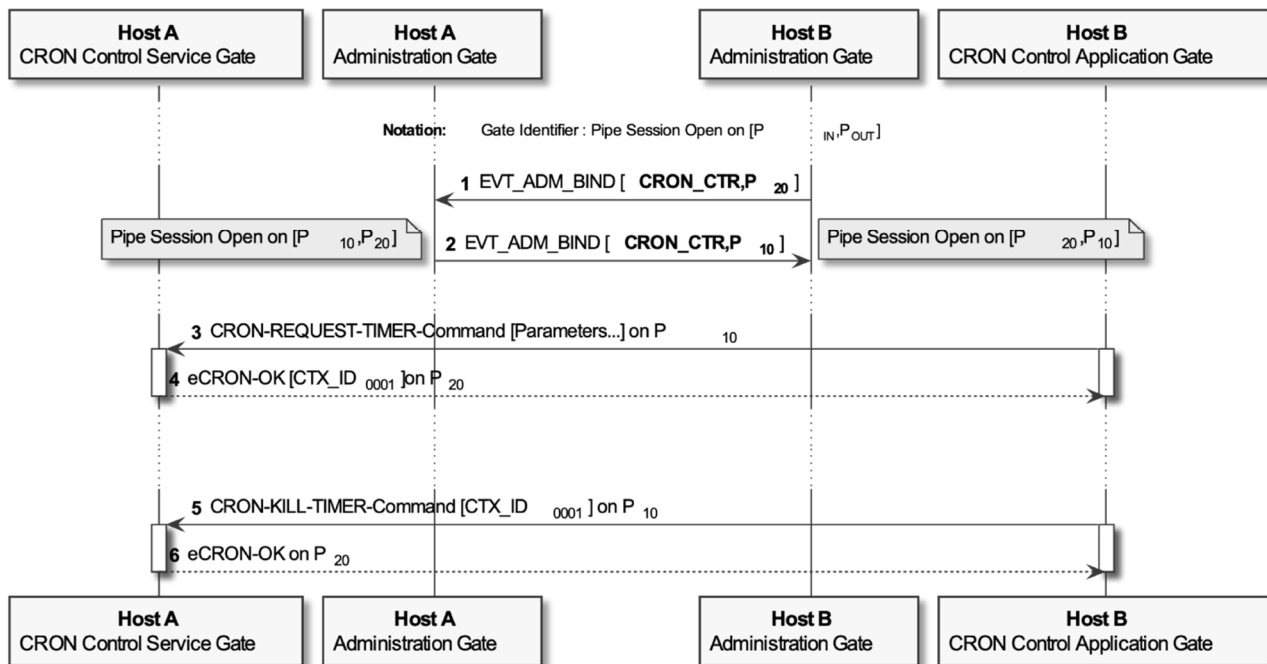 Host A
CRON Control Service Gate
Host A
Administration Gate
Host B
Administration Gate
Host B
CRON Control Application Gate
Notation: Gate Identifier : Pipe Session Open on [P IN,POUT]
1 EVT_ADM_BIND [ CRON_CTR,P 20 ]
Pipe Session Open on [P 10,P20]
2 EVT_ADM_BIND [ CRON_CTR,P 10 ]
Pipe Session Open on [P 20,P10]
3 CRON-REQUEST-TIMER-Command [Parameters...] on P 10
4 eCRON-OK [CTX_ID 0001 ]on P 20
5 CRON-KILL-TIMER-Command [CTX_ID 0001 ] on P 10
6 eCRON-OK on P 20
Host A
CRON Control Service Gate
Host A
Administration Gate
Host B
Administration Gate
Host B
CRON Control Application Gate